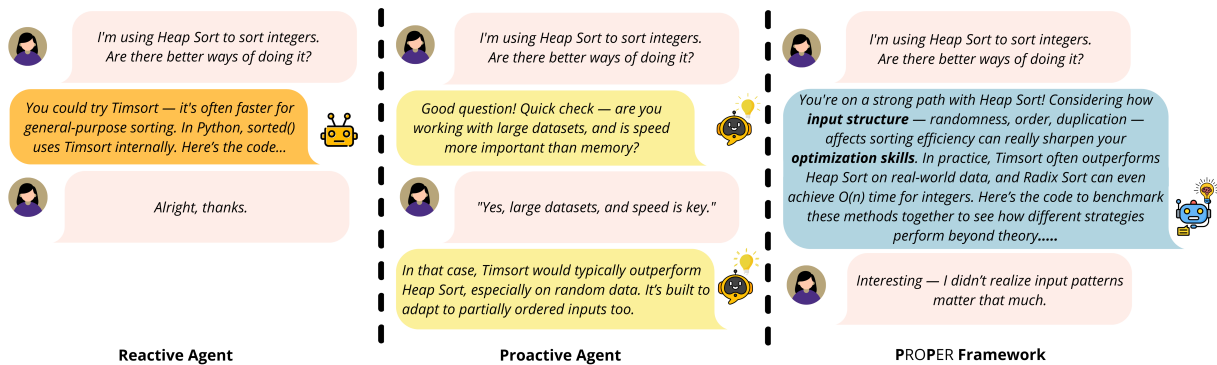 I'm using Heap Sort to sort integers.
Are there better ways of doing it?
You could try Timsort — it's often faster for
general-purpose sorting. In Python, sorted()
uses Timsort internally. Here's the code...
Alright, thanks.
Reactive Agent
I'm using Heap Sort to sort integers.
Are there better ways of doing it?
Good question! Quick check — are you
working with large datasets, and is speed
more important than memory?
"Yes, large datasets, and speed is key."
In that case, Timsort would typically outperform
Heap Sort, especially on random data. It's built to
adapt to partially ordered inputs too.
Proactive Agent
I'm using Heap Sort to sort integers.
Are there better ways of doing it?
You're on a strong path with Heap Sort! Considering how
input structure — randomness, order, duplication —
affects sorting efficiency can really sharpen your
optimization skills. In practice, Timsort often outperforms
Heap Sort on real-world data, and Radix Sort can even
achieve O(n) time for integers. Here's the code to benchmark
these methods together to see how different strategies
perform beyond theory.....
Interesting — I didn't realize input patterns
matter that much.
PROPER Framework